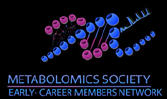 METABOLOMICS SOCIETY
EARLY-CAREER MEMBERS NETWORK